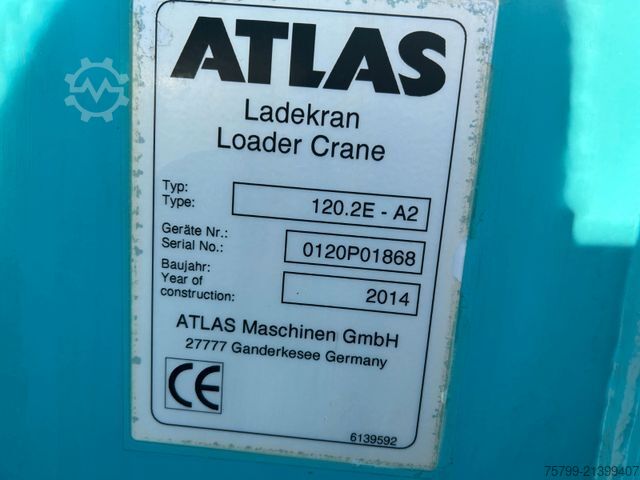 ATLAS
Ladekran
Loader Crane
Typ:
Type:
120.2E - A2
Geräte Nr.:
Serial No.:
0120P01868
Baujahr:
Year of
construction:
2014
ATLAS Maschinen GmbH
27777 Ganderkesee Germany
CE
6139592
75799-21399407